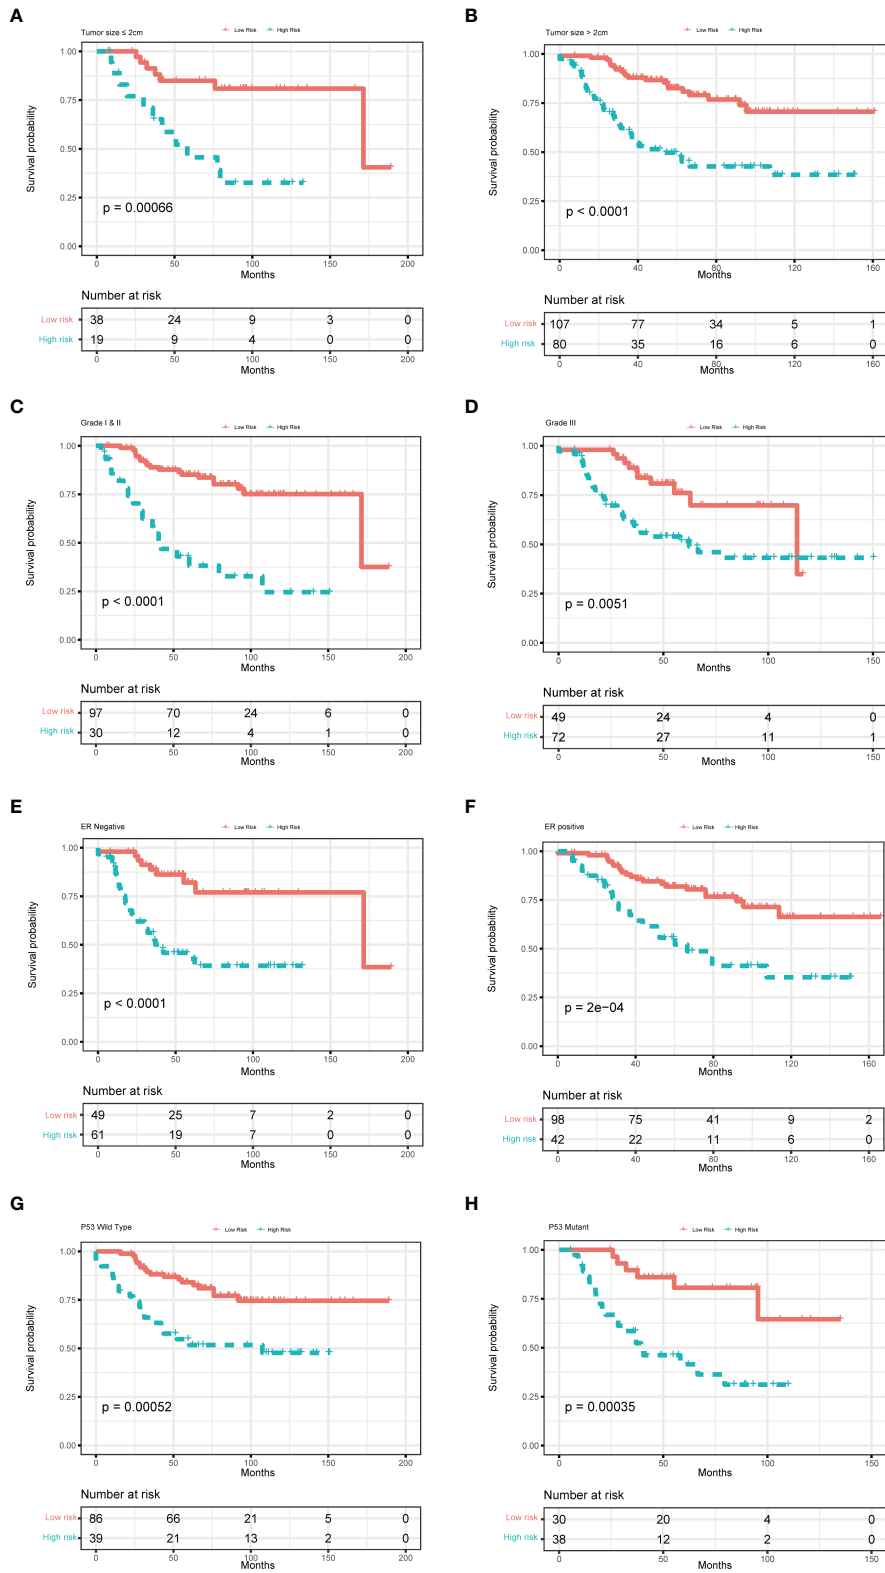 A
Tumor size ≤ 2cm
Low Risk High Risk
Survival probability
1.00
0.75
0.50
0.25
0.00
p = 0.00066
0 50 100 150 200
Months
Number at risk
Low risk 38 24 9 3 0
High risk 19 9 4 0 0
0 50 100 150 200
Months
B
Tumor size > 2cm
Low Risk High Risk
Survival probability
1.00
0.75
0.50
0.25
0.00
p < 0.0001
0 40 80 120 160
Months
Number at risk
Low risk 107 77 34 5 1
High risk 80 35 16 6 0
0 40 80 120 160
Months
C
Grade I & II
Low Risk High Risk
Survival probability
1.00
0.75
0.50
0.25
0.00
p < 0.0001
0 50 100 150 200
Months
Number at risk
Low risk 97 70 24 6 0
High risk 30 12 4 1 0
0 50 100 150 200
Months
D
Grade III
Low Risk High Risk
Survival probability
1.00
0.75
0.50
0.25
0.00
p = 0.0051
0 50 100 150
Months
Number at risk
Low risk 49 24 4 0
High risk 72 27 11 1
0 50 100 150
Months
E
ER Negative
Low Risk High Risk
Survival probability
1.00
0.75
0.50
0.25
0.00
p < 0.0001
0 50 100 150 200
Months
Number at risk
Low risk 49 25 7 2 0
High risk 61 19 7 0 0
0 50 100 150 200
Months
F
ER positive
Low Risk High Risk
Survival probability
1.00
0.75
0.50
0.25
0.00
p = 2e−04
0 40 80 120 160
Months
Number at risk
Low risk 98 75 41 9 2
High risk 42 22 11 6 0
0 40 80 120 160
Months
G
P53 Wild Type
Low Risk High Risk
Survival probability
1.00
0.75
0.50
0.25
0.00
p = 0.00052
0 50 100 150 200
Months
Number at risk
Low risk 86 66 21 5 0
High risk 39 21 13 2 0
0 50 100 150 200
Months
H
P53 Mutant
Low Risk High Risk
Survival probability
1.00
0.75
0.50
0.25
0.00
p = 0.00035
0 50 100 150
Months
Number at risk
Low risk 30 20 4 0
High risk 38 12 2 0
0 50 100 150
Months